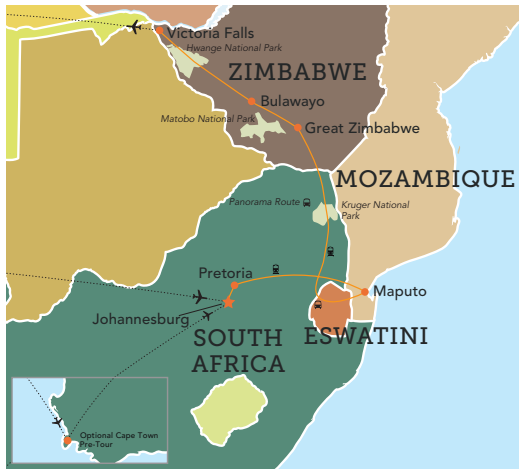 Victoria Falls
Hwange National Park
ZIMBABWE
Bulawayo
Matobo National Park
Great Zimbabwe
MOZAMBIQUE
Panorama Route
Kruger National
Park
Pretoria
Maputo
Johannesburg
SOUTH
AFRICA
ESWATINI
Optional Cape Town
Pre-Tour